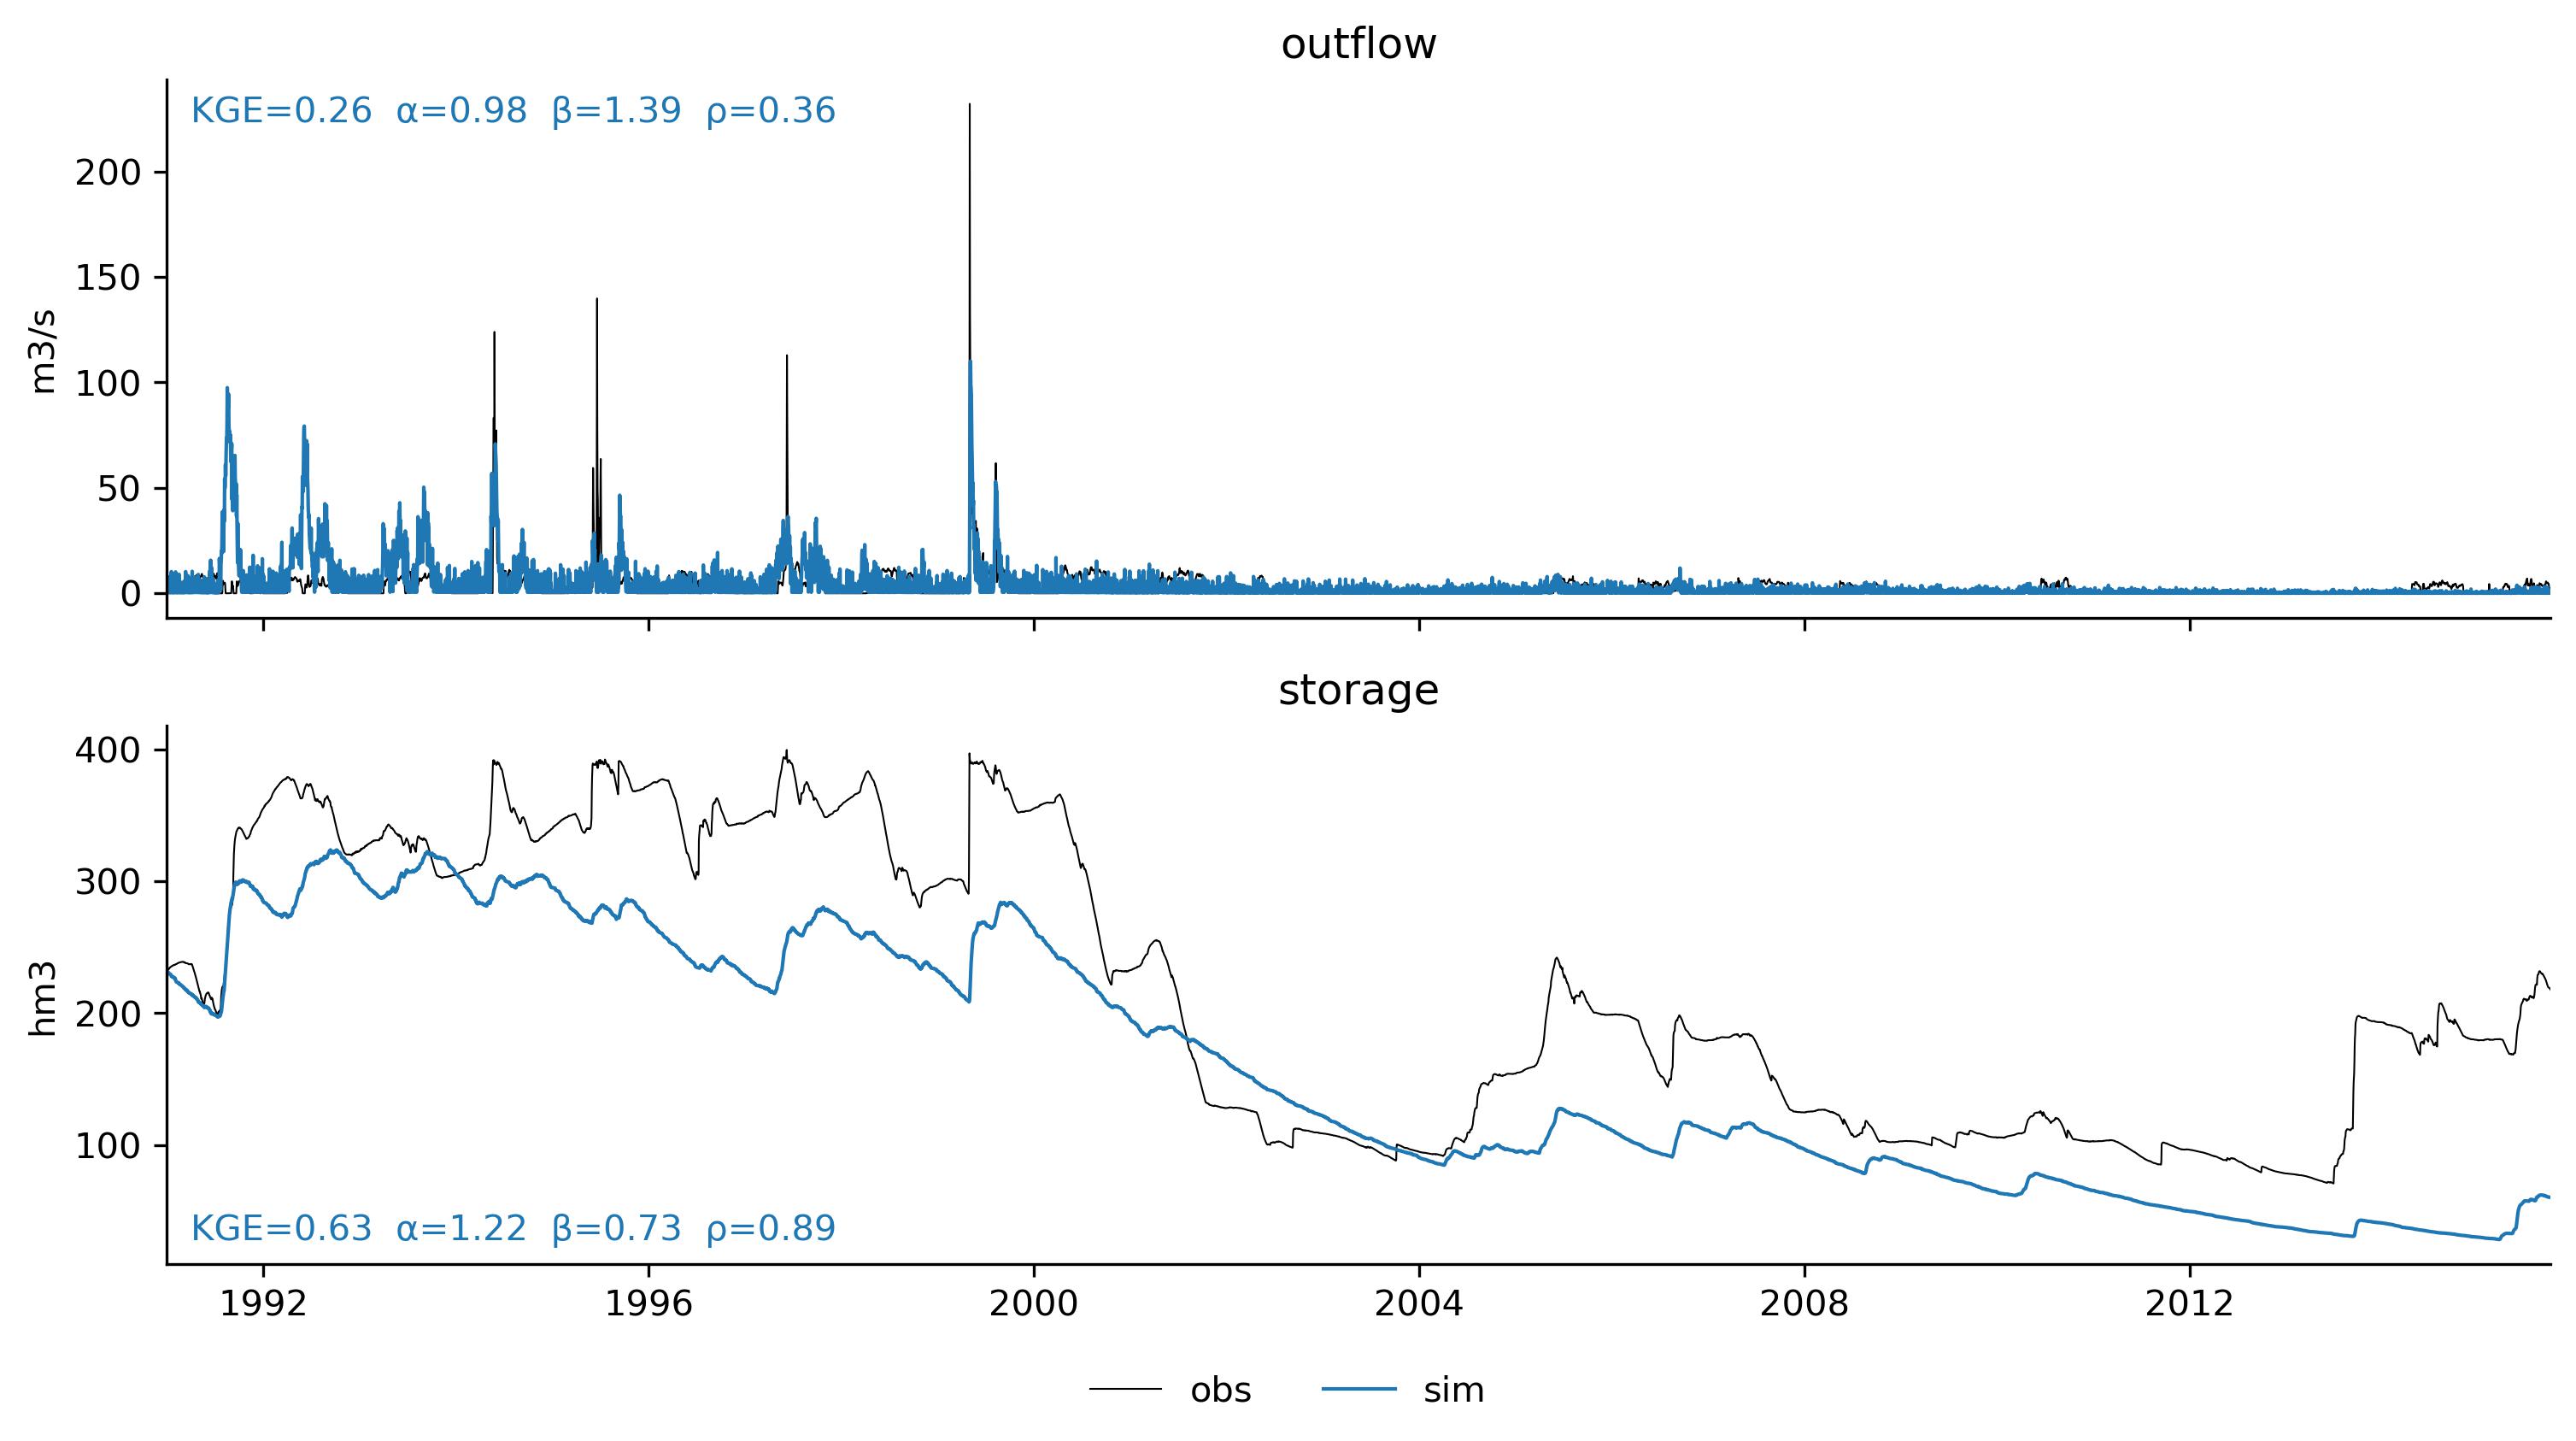 outflow
KGE=0.26 α=0.98 β=1.39 ρ=0.36
m3/s
200
150
100
50
0
storage
hm3
400
300
200
100
KGE=0.63 α=1.22 β=0.73 ρ=0.89
1992 1996 2000 2004 2008 2012
obs sim